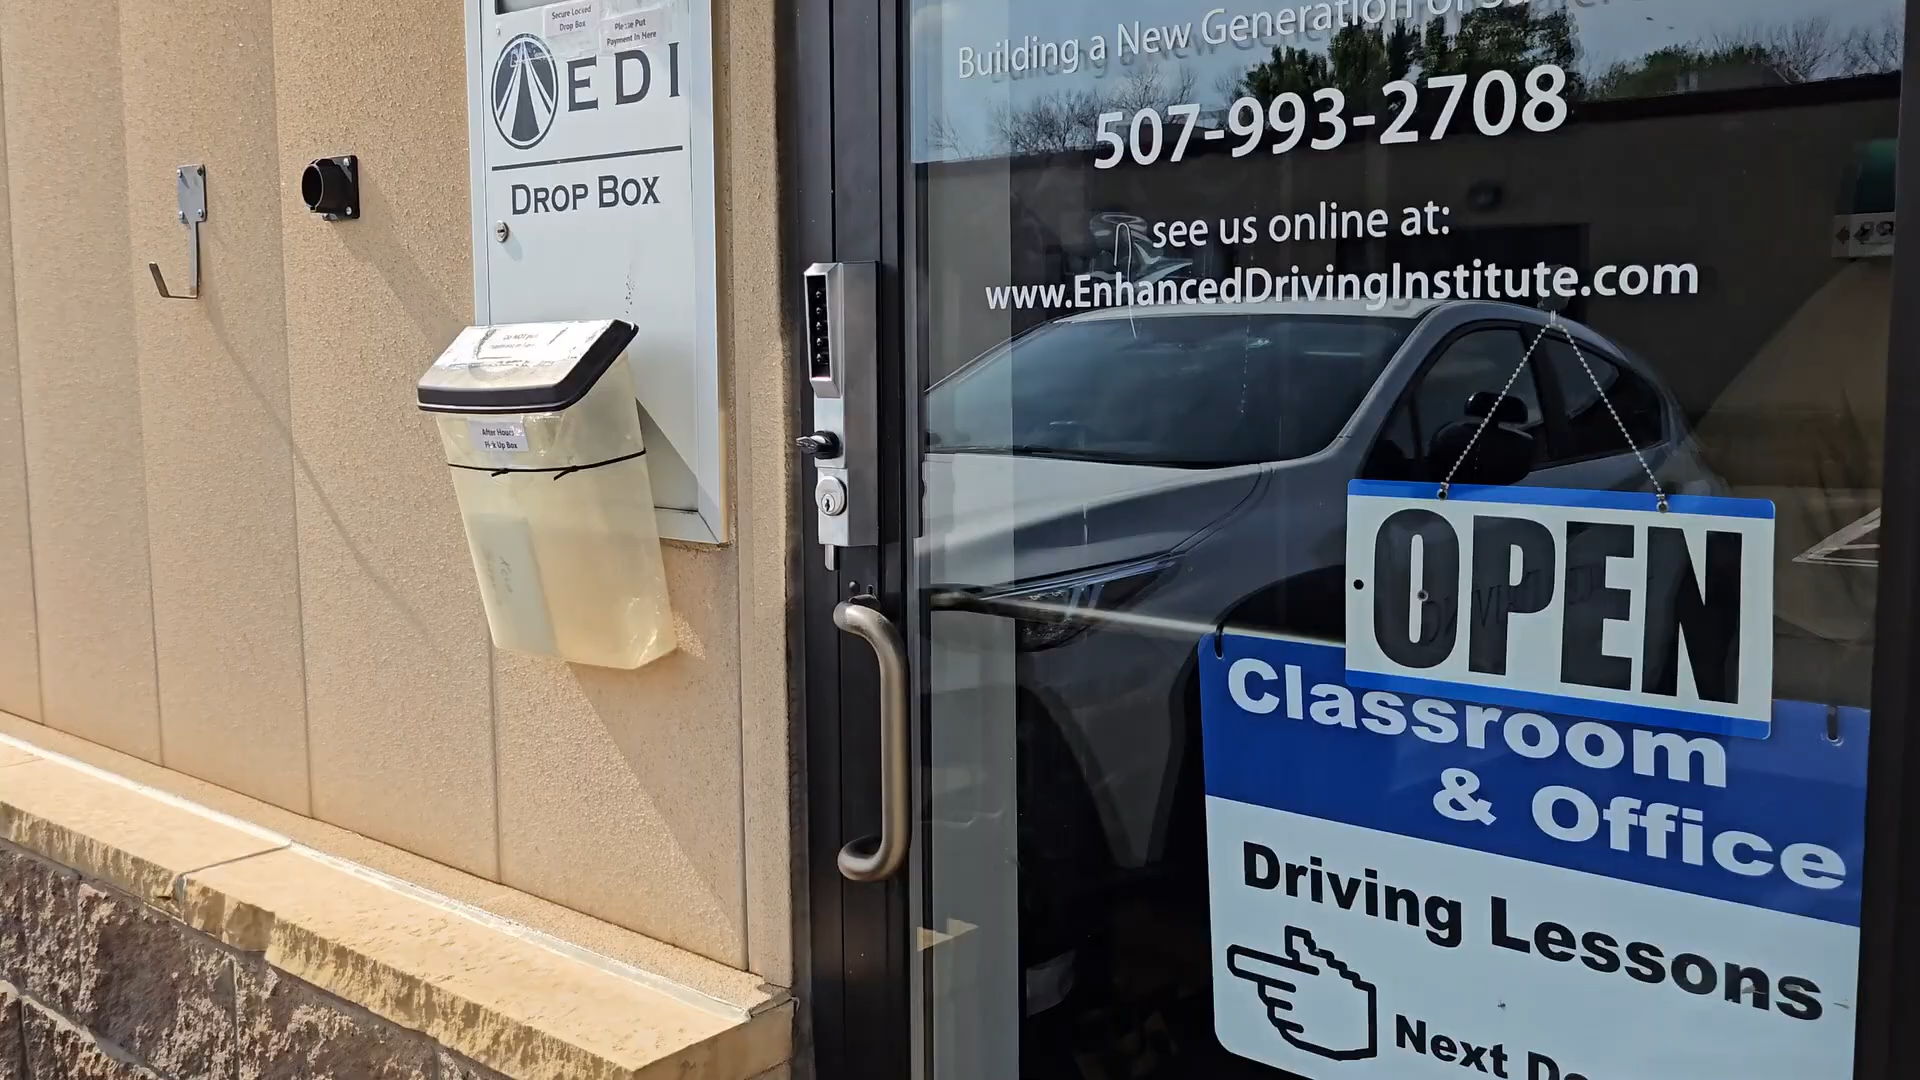 Secure Locked
Drop Box
Please Put
Payment In Here
EDI
DROP BOX
After Hours
Pick Up Box
Building a New Generation of
507-993-2708
see us online at:
www.EnhancedDrivingInstitute.com
OPEN
Classroom
& Office
Driving Lessons
Next